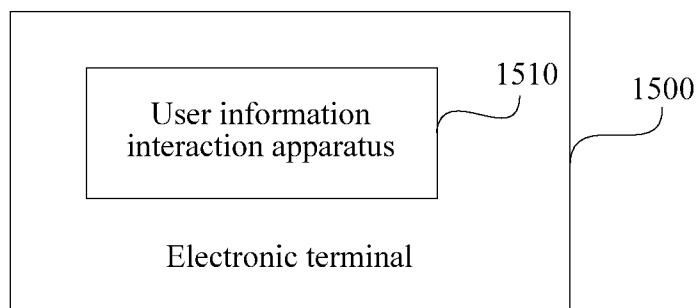 1510
1500
User information
interaction apparatus
Electronic terminal